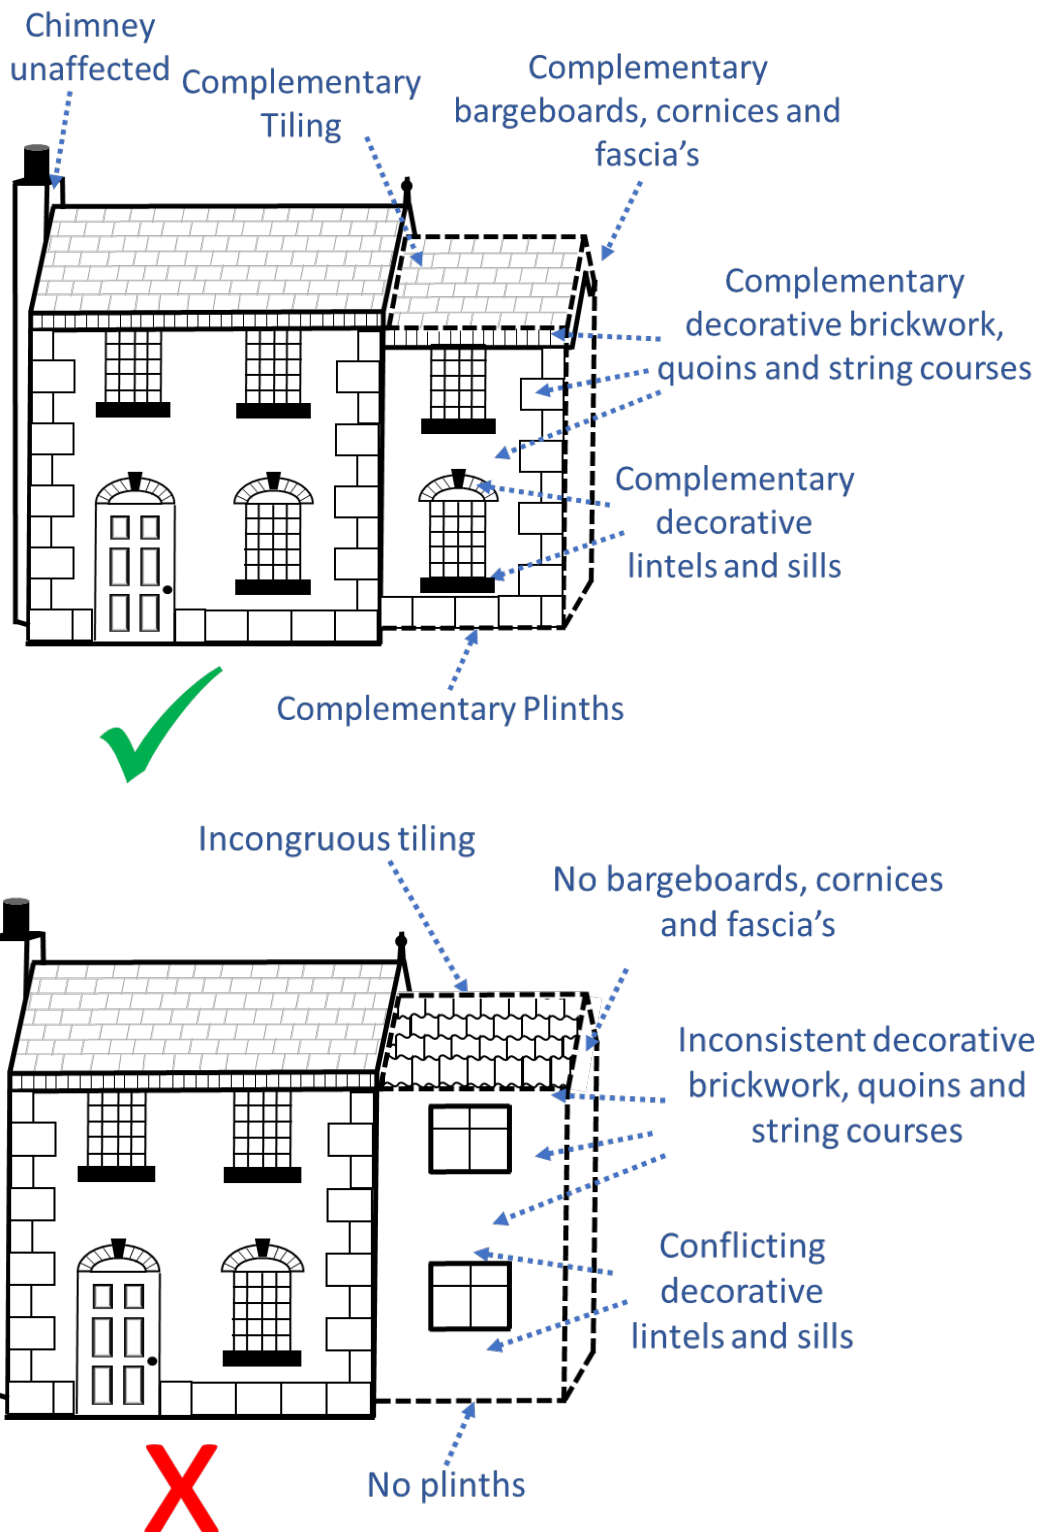 Chimney
unaffected
Complementary
Tiling
Complementary
bargeboards, cornices and
fascia's
Complementary
decorative brickwork,
quoins and string courses
Complementary
decorative
lintels and sills
Complementary Plinths
Incongruous tiling
No bargeboards, cornices
and fascia's
Inconsistent decorative
brickwork, quoins and
string courses
Conflicting
decorative
lintels and sills
No plinths